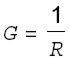 G = 1/R